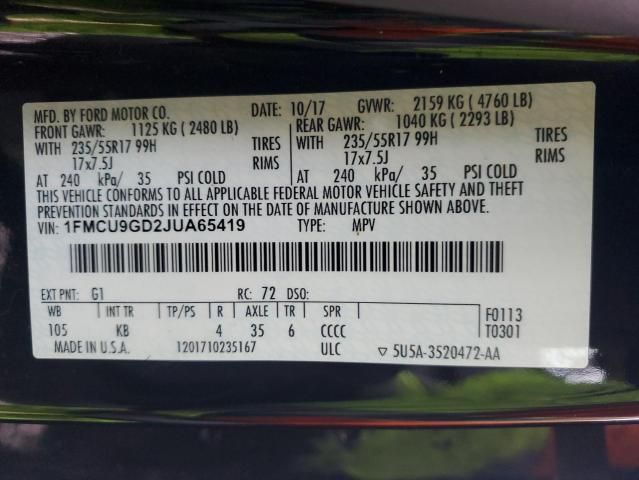 MFD. BY FORD MOTOR CO. DATE: 10/17 GVWR: 2159 KG (4760 LB)
FRONT GAWR: 1125 KG (2480 LB) REAR GAWR: 1040 KG (2293 LB)
WITH 235/55R17 99H TIRES WITH 235/55R17 99H TIRES
17x7.5J RIMS 17x7.5J RIMS
AT 240 kPa/ 35 PSI COLD AT 240 kPa/ 35 PSI COLD
THIS VEHICLE CONFORMS TO ALL APPLICABLE FEDERAL MOTOR VEHICLE SAFETY AND THEFT
PREVENTION STANDARDS IN EFFECT ON THE DATE OF MANUFACTURE SHOWN ABOVE.
VIN: 1FMCU9GD2JUA65419 TYPE: MPV
EXT PNT: G1 RC: 72 DSO:
WB INT TR TP/PS R AXLE TR SPR F0113
105 KB 4 35 6 CCCC T0301
MADE IN U.S.A. 1201710235167 ULC ▽ 5U5A-3520472-AA